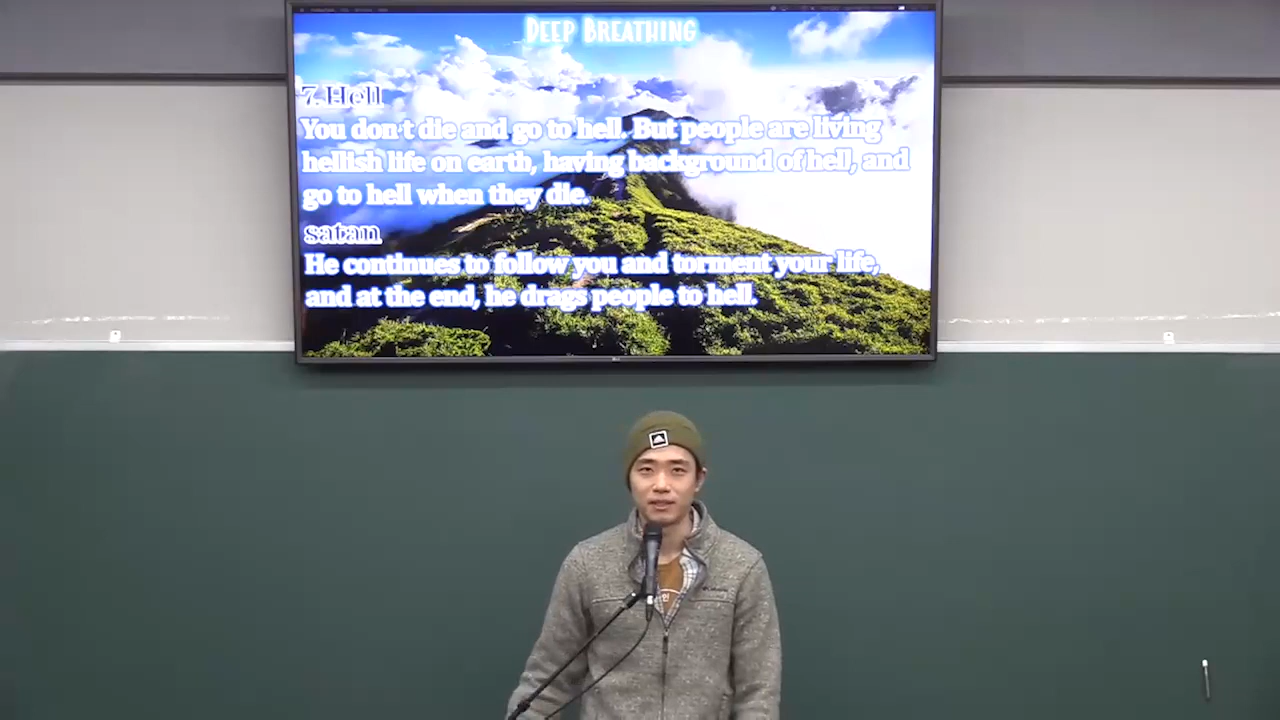 DEEP BREATHING
7. Hell
You don't die and go to hell. But people are living
hellish life on earth, having background of hell, and
go to hell when they die.
satan
He continues to follow you and torment your life,
and at the end, he drags people to hell.
Columbia